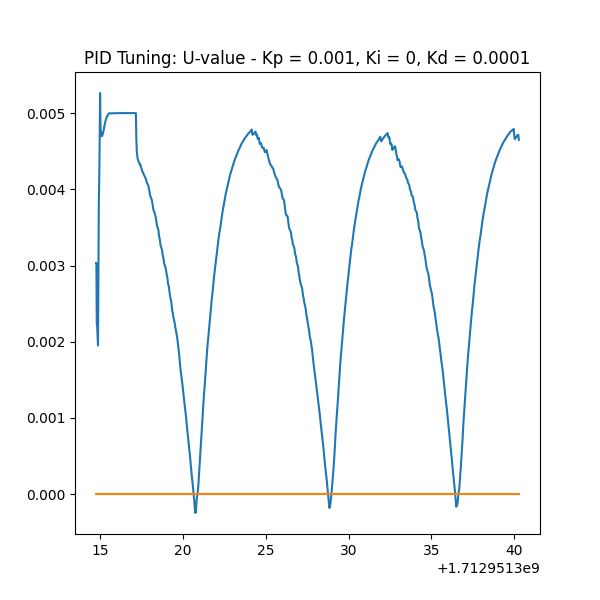 PID Tuning: U-value - Kp = 0.001, Ki = 0, Kd = 0.0001
0.005
0.004
0.003
0.002
0.001
0.000
15 20 25 30 35 40
+1.7129513e9